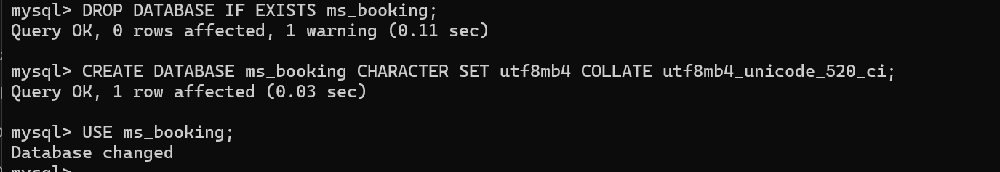 mysql> DROP DATABASE IF EXISTS ms_booking;
Query OK, 0 rows affected, 1 warning (0.11 sec)
mysql> CREATE DATABASE ms_booking CHARACTER SET utf8mb4 COLLATE utf8mb4_unicode_520_ci;
Query OK, 1 row affected (0.03 sec)
mysql> USE ms_booking;
Database changed
mysql>